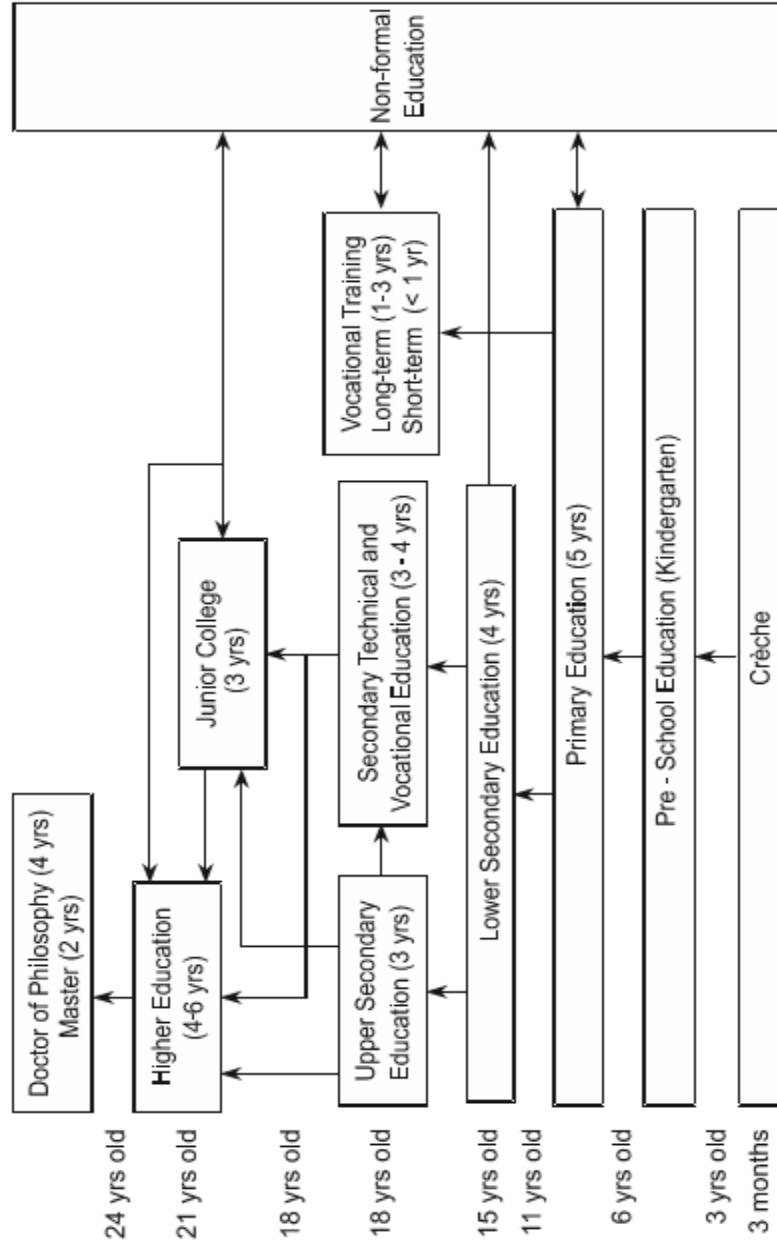 Doctor of Philosophy (4 yrs)
Master (2 yrs)
24 yrs old
Higher Education
(4-6 yrs)
Junior College
(3 yrs)
21 yrs old
18 yrs old
Upper Secondary
Education (3 yrs)
Secondary Technical and
Vocational Education (3 - 4 yrs)
Vocational Training
Long-term (1-3 yrs)
Short-term (< 1 yr)
Non-formal
Education
18 yrs old
Lower Secondary Education (4 yrs)
15 yrs old
11 yrs old
Primary Education (5 yrs)
6 yrs old
Pre - School Education (Kindergarten)
3 yrs old
Crèche
3 months